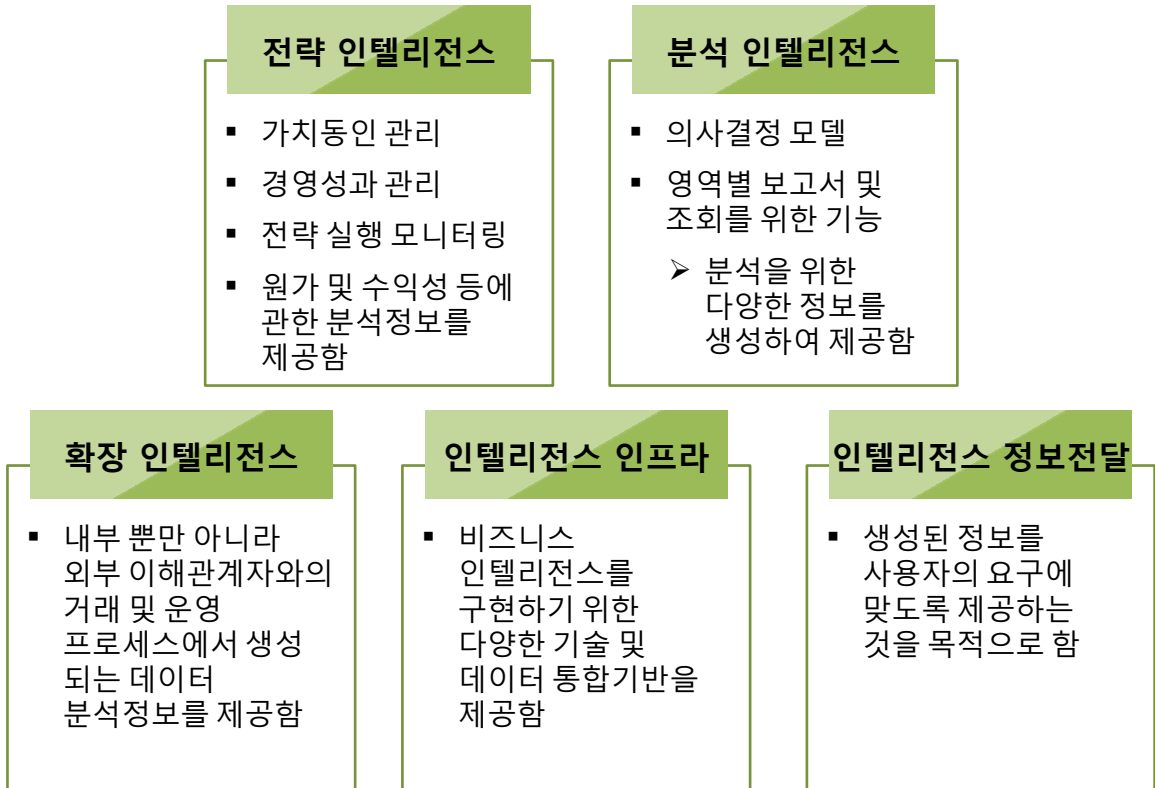 전략 인텔리전스
▪ 가치동인 관리
▪ 경영성과 관리
▪ 전략 실행 모니터링
▪ 원가 및 수익성 등에
관한 분석정보를
제공함
분석 인텔리전스
▪ 의사결정 모델
▪ 영역별 보고서 및
조회를 위한 기능
➢ 분석을 위한
다양한 정보를
생성하여 제공함
확장 인텔리전스
▪ 내부 뿐만 아니라
외부 이해관계자와의
거래 및 운영
프로세스에서 생성
되는 데이터
분석정보를 제공함
인텔리전스 인프라
▪ 비즈니스
인텔리전스를
구현하기 위한
다양한 기술 및
데이터 통합기반을
제공함
인텔리전스 정보전달
▪ 생성된 정보를
사용자의 요구에
맞도록 제공하는
것을 목적으로 함